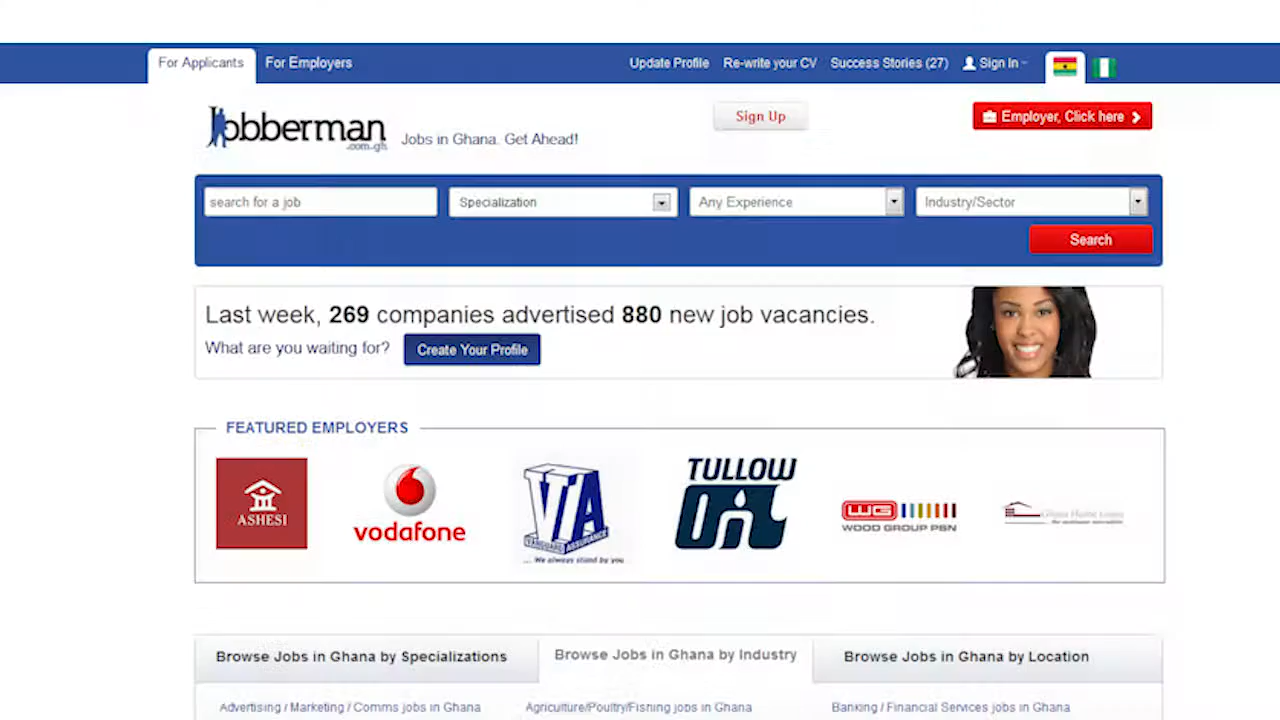 For Applicants For Employers Update Profile Re-write your CV Success Stories (27) Sign In
Jobberman .com.gh Jobs in Ghana. Get Ahead! Sign Up Employer, Click here
search for a job Specialization Any Experience Industry/Sector
Search
Last week, 269 companies advertised 880 new job vacancies.
What are you waiting for? Create Your Profile
FEATURED EMPLOYERS
ASHESI
vodafone
VA
VANGUARD ASSURANCE
... We always stand by you
TULLOW
OIL
WG
WOOD GROUP PSN
Ghana Home Loans
Browse Jobs in Ghana by Specializations Browse Jobs in Ghana by Industry Browse Jobs in Ghana by Location
Advertising / Marketing / Comms jobs in Ghana Agriculture/Poultry/Fishing jobs in Ghana Banking / Financial Services jobs in Ghana